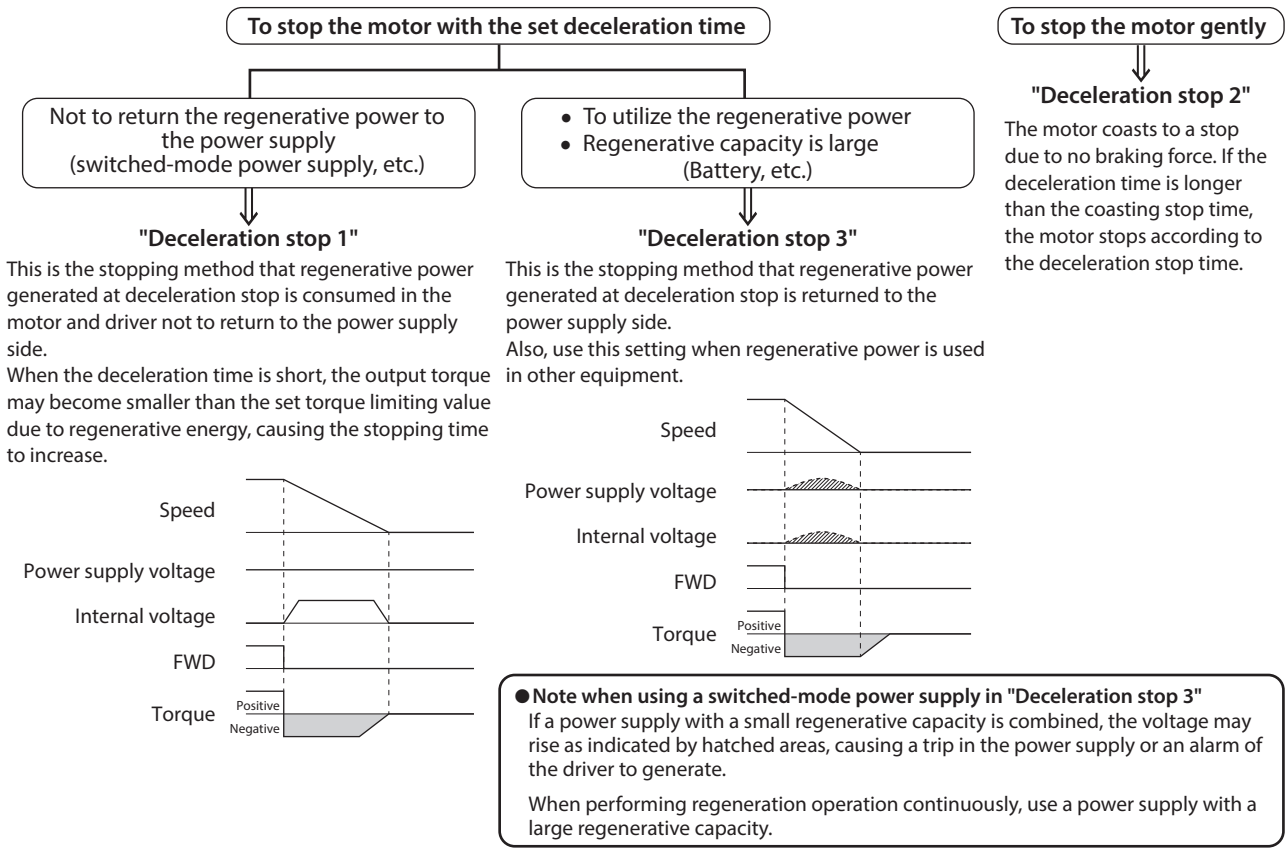 To stop the motor with the set deceleration time
Not to return the regenerative power to
the power supply
(switched-mode power supply, etc.)
"Deceleration stop 1"
This is the stopping method that regenerative power
generated at deceleration stop is consumed in the
motor and driver not to return to the power supply
side.
When the deceleration time is short, the output torque
may become smaller than the set torque limiting value
due to regenerative energy, causing the stopping time
to increase.
Speed
Power supply voltage
Internal voltage
FWD
Torque
Positive
Negative
• To utilize the regenerative power
• Regenerative capacity is large
(Battery, etc.)
"Deceleration stop 3"
This is the stopping method that regenerative power
generated at deceleration stop is returned to the
power supply side.
Also, use this setting when regenerative power is used
in other equipment.
Speed
Power supply voltage
Internal voltage
FWD
Torque
Positive
Negative
● Note when using a switched-mode power supply in "Deceleration stop 3"
If a power supply with a small regenerative capacity is combined, the voltage may
rise as indicated by hatched areas, causing a trip in the power supply or an alarm of
the driver to generate.
When performing regeneration operation continuously, use a power supply with a
large regenerative capacity.
To stop the motor gently
"Deceleration stop 2"
The motor coasts to a stop
due to no braking force. If the
deceleration time is longer
than the coasting stop time,
the motor stops according to
the deceleration stop time.